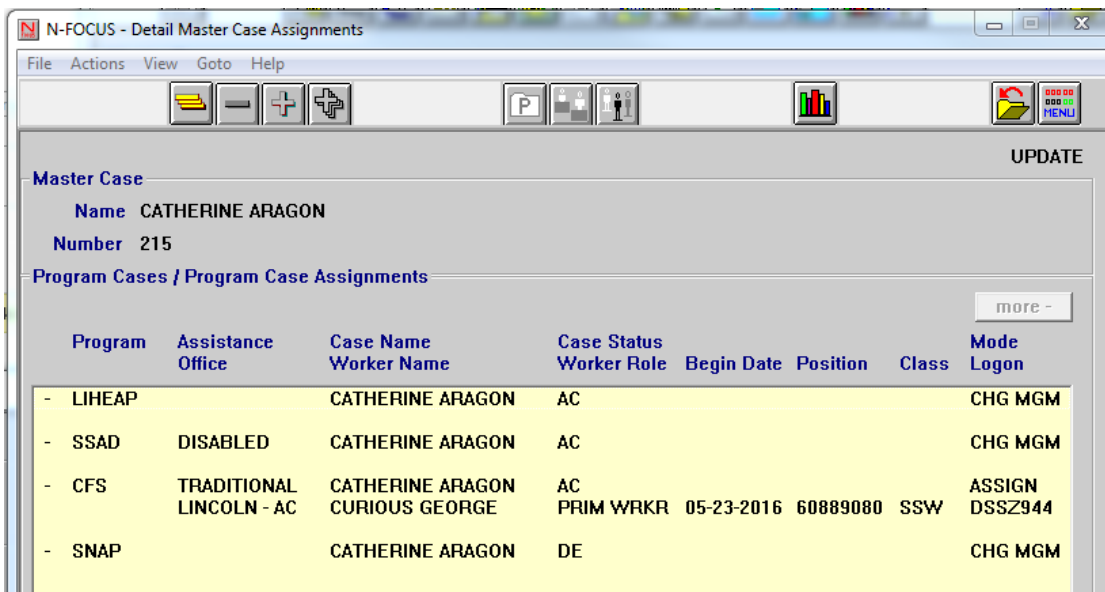 N-FOCUS - Detail Master Case Assignments
File Actions View Goto Help
P
MENU
UPDATE
Master Case
Name CATHERINE ARAGON
Number 215
Program Cases / Program Case Assignments
more -
Program Assistance Case Name Case Status Mode
Office Worker Name Worker Role Begin Date Position Class Logon
- LIHEAP CATHERINE ARAGON AC CHG MGM
- SSAD DISABLED CATHERINE ARAGON AC CHG MGM
- CFS TRADITIONAL CATHERINE ARAGON AC ASSIGN
LINCOLN - AC CURIOUS GEORGE PRIM WRKR 05-23-2016 60889080 SSW DSSZ944
- SNAP CATHERINE ARAGON DE CHG MGM